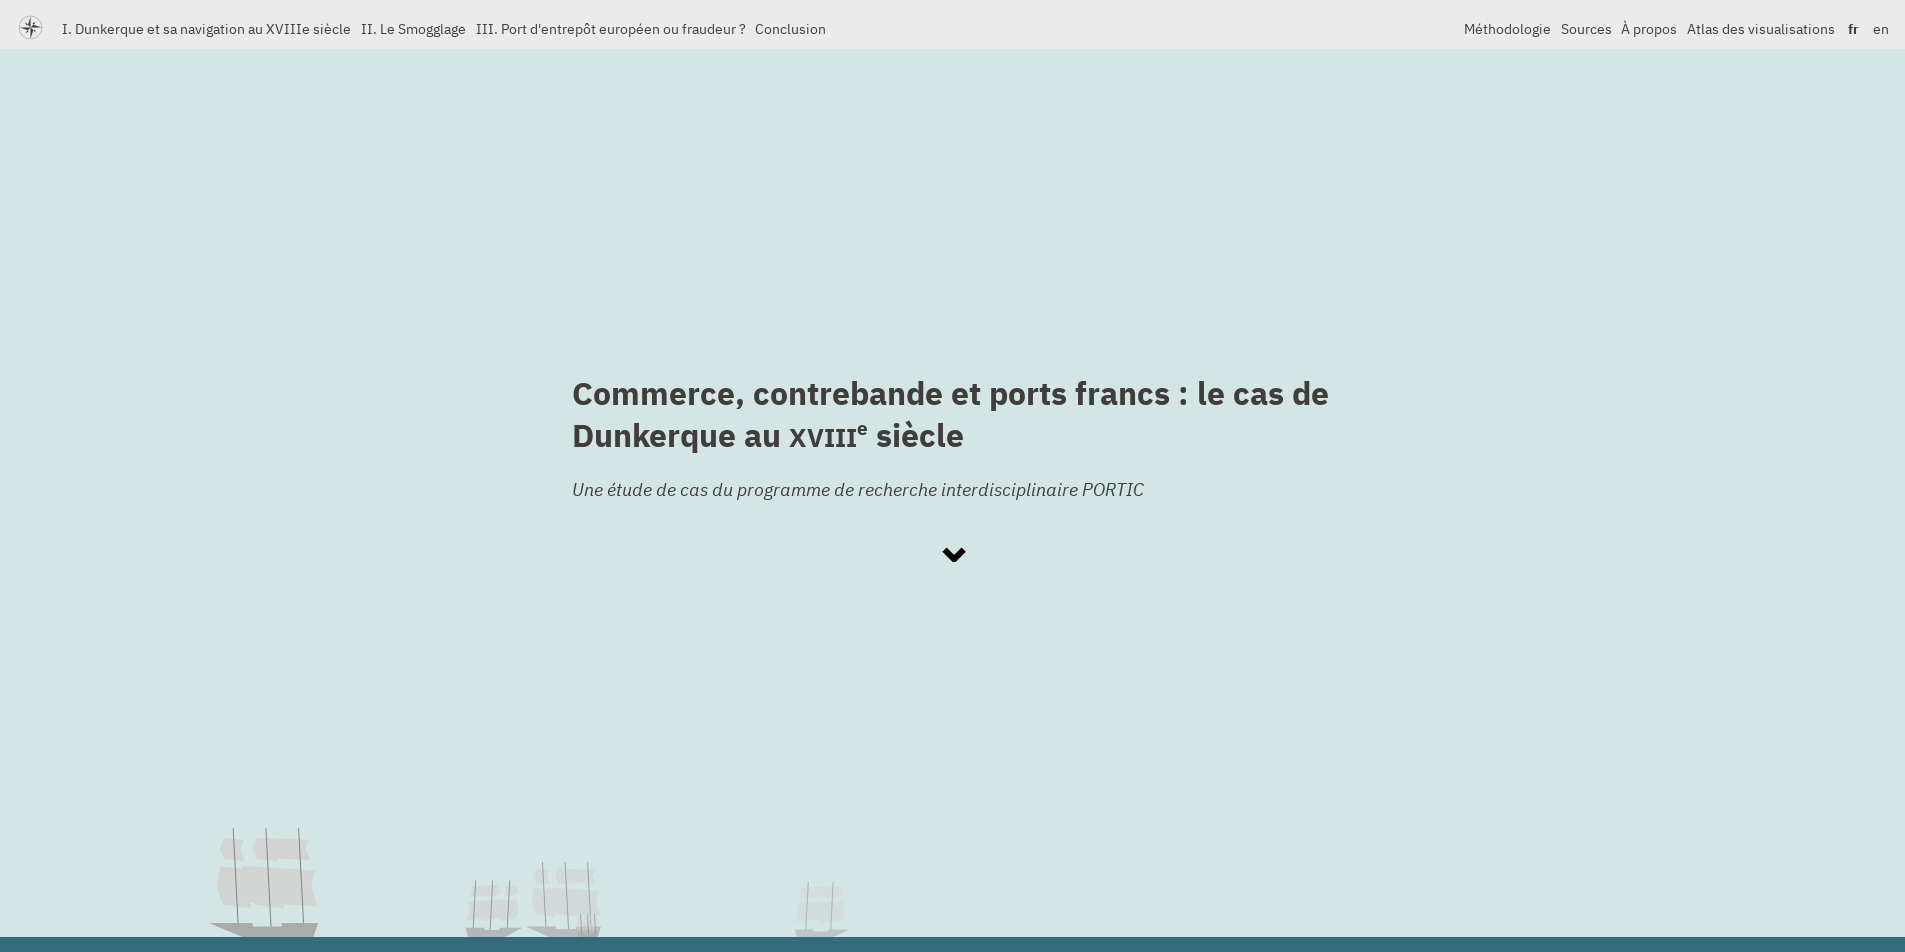 I. Dunkerque et sa navigation au XVIIIe siècle II. Le Smogglage III. Port d'entrepôt européen ou fraudeur ? Conclusion Méthodologie Sources À propos Atlas des visualisations fr en
Commerce, contrebande et ports francs : le cas de
Dunkerque au XVIIIe siècle
Une étude de cas du programme de recherche interdisciplinaire PORTIC